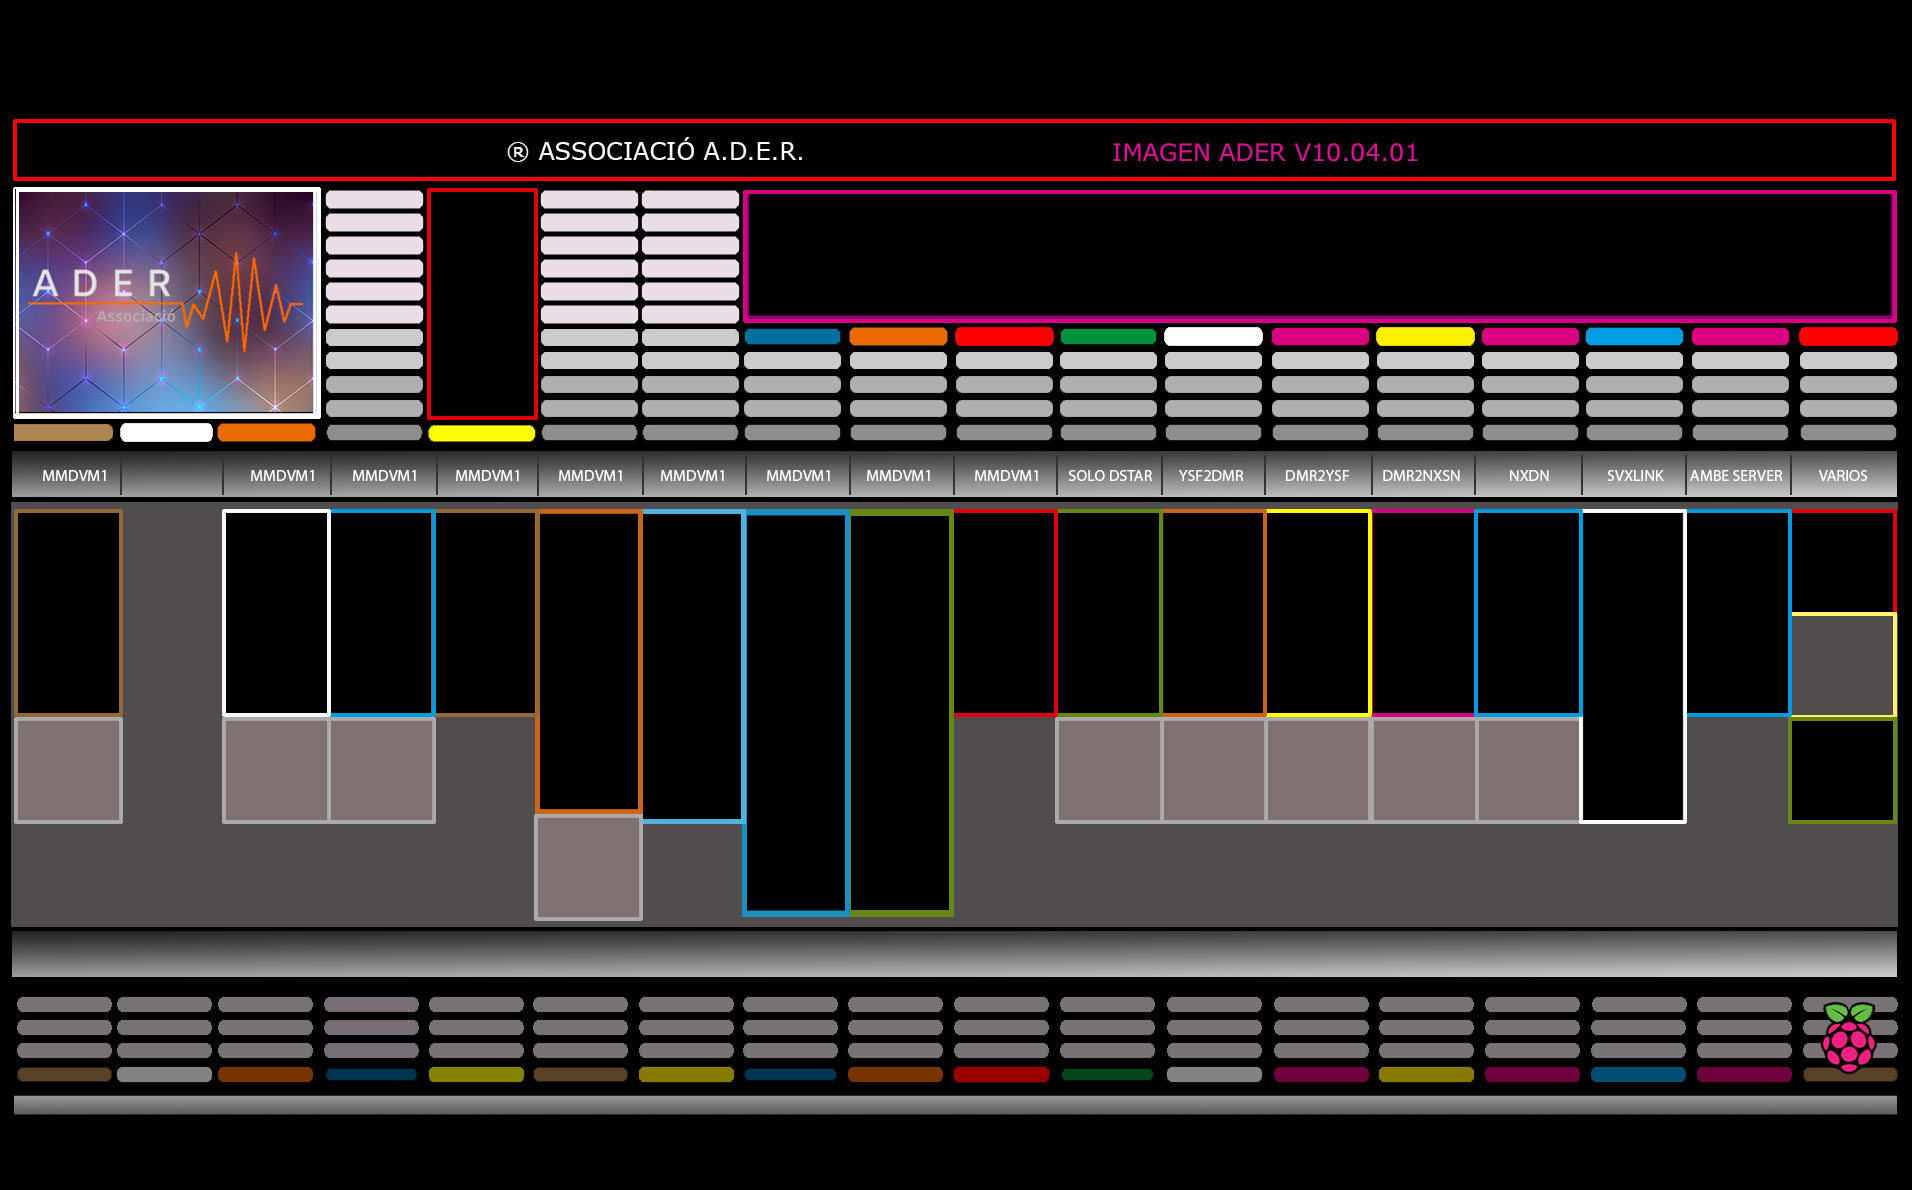 ® ASSOCIACIÓ A.D.E.R. IMAGEN ADER V10.04.01
ADER
Associació
MMDVM1 MMDVM1 MMDVM1 MMDVM1 MMDVM1 MMDVM1 MMDVM1 MMDVM1 MMDVM1 SOLO DSTAR YSF2DMR DMR2YSF DMR2NXSN NXDN SVXLINK AMBE SERVER VARIOS